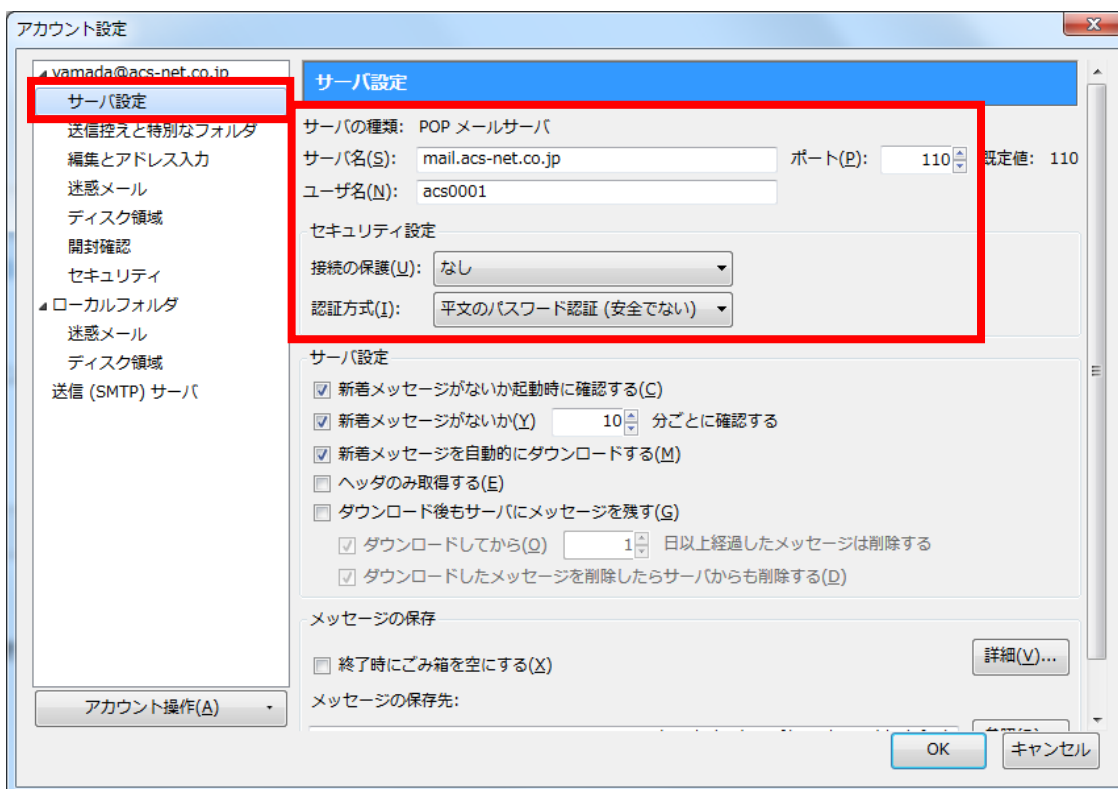 アカウント設定
yamada@acs-net.co.jp
サーバ設定
送信控えと特別なフォルダ
編集とアドレス入力
迷惑メール
ディスク領域
開封確認
セキュリティ
ローカルフォルダ
迷惑メール
ディスク領域
送信 (SMTP) サーバ
アカウント操作(A)
サーバ設定
サーバの種類: POP メールサーバ
サーバ名(S): mail.acs-net.co.jp ポート(P): 110 既定値: 110
ユーザ名(N): acs0001
セキュリティ設定
接続の保護(U): なし
認証方式(I): 平文のパスワード認証 (安全でない)
サーバ設定
新着メッセージがないか起動時に確認する(C)
新着メッセージがないか(Y) 10 分ごとに確認する
新着メッセージを自動的にダウンロードする(M)
ヘッダのみ取得する(E)
ダウンロード後もサーバにメッセージを残す(G)
ダウンロードしてから(O) 1 日以上経過したメッセージは削除する
ダウンロードしたメッセージを削除したらサーバからも削除する(D)
メッセージの保存
終了時にごみ箱を空にする(X) 詳細(V)...
メッセージの保存先:
OK キャンセル